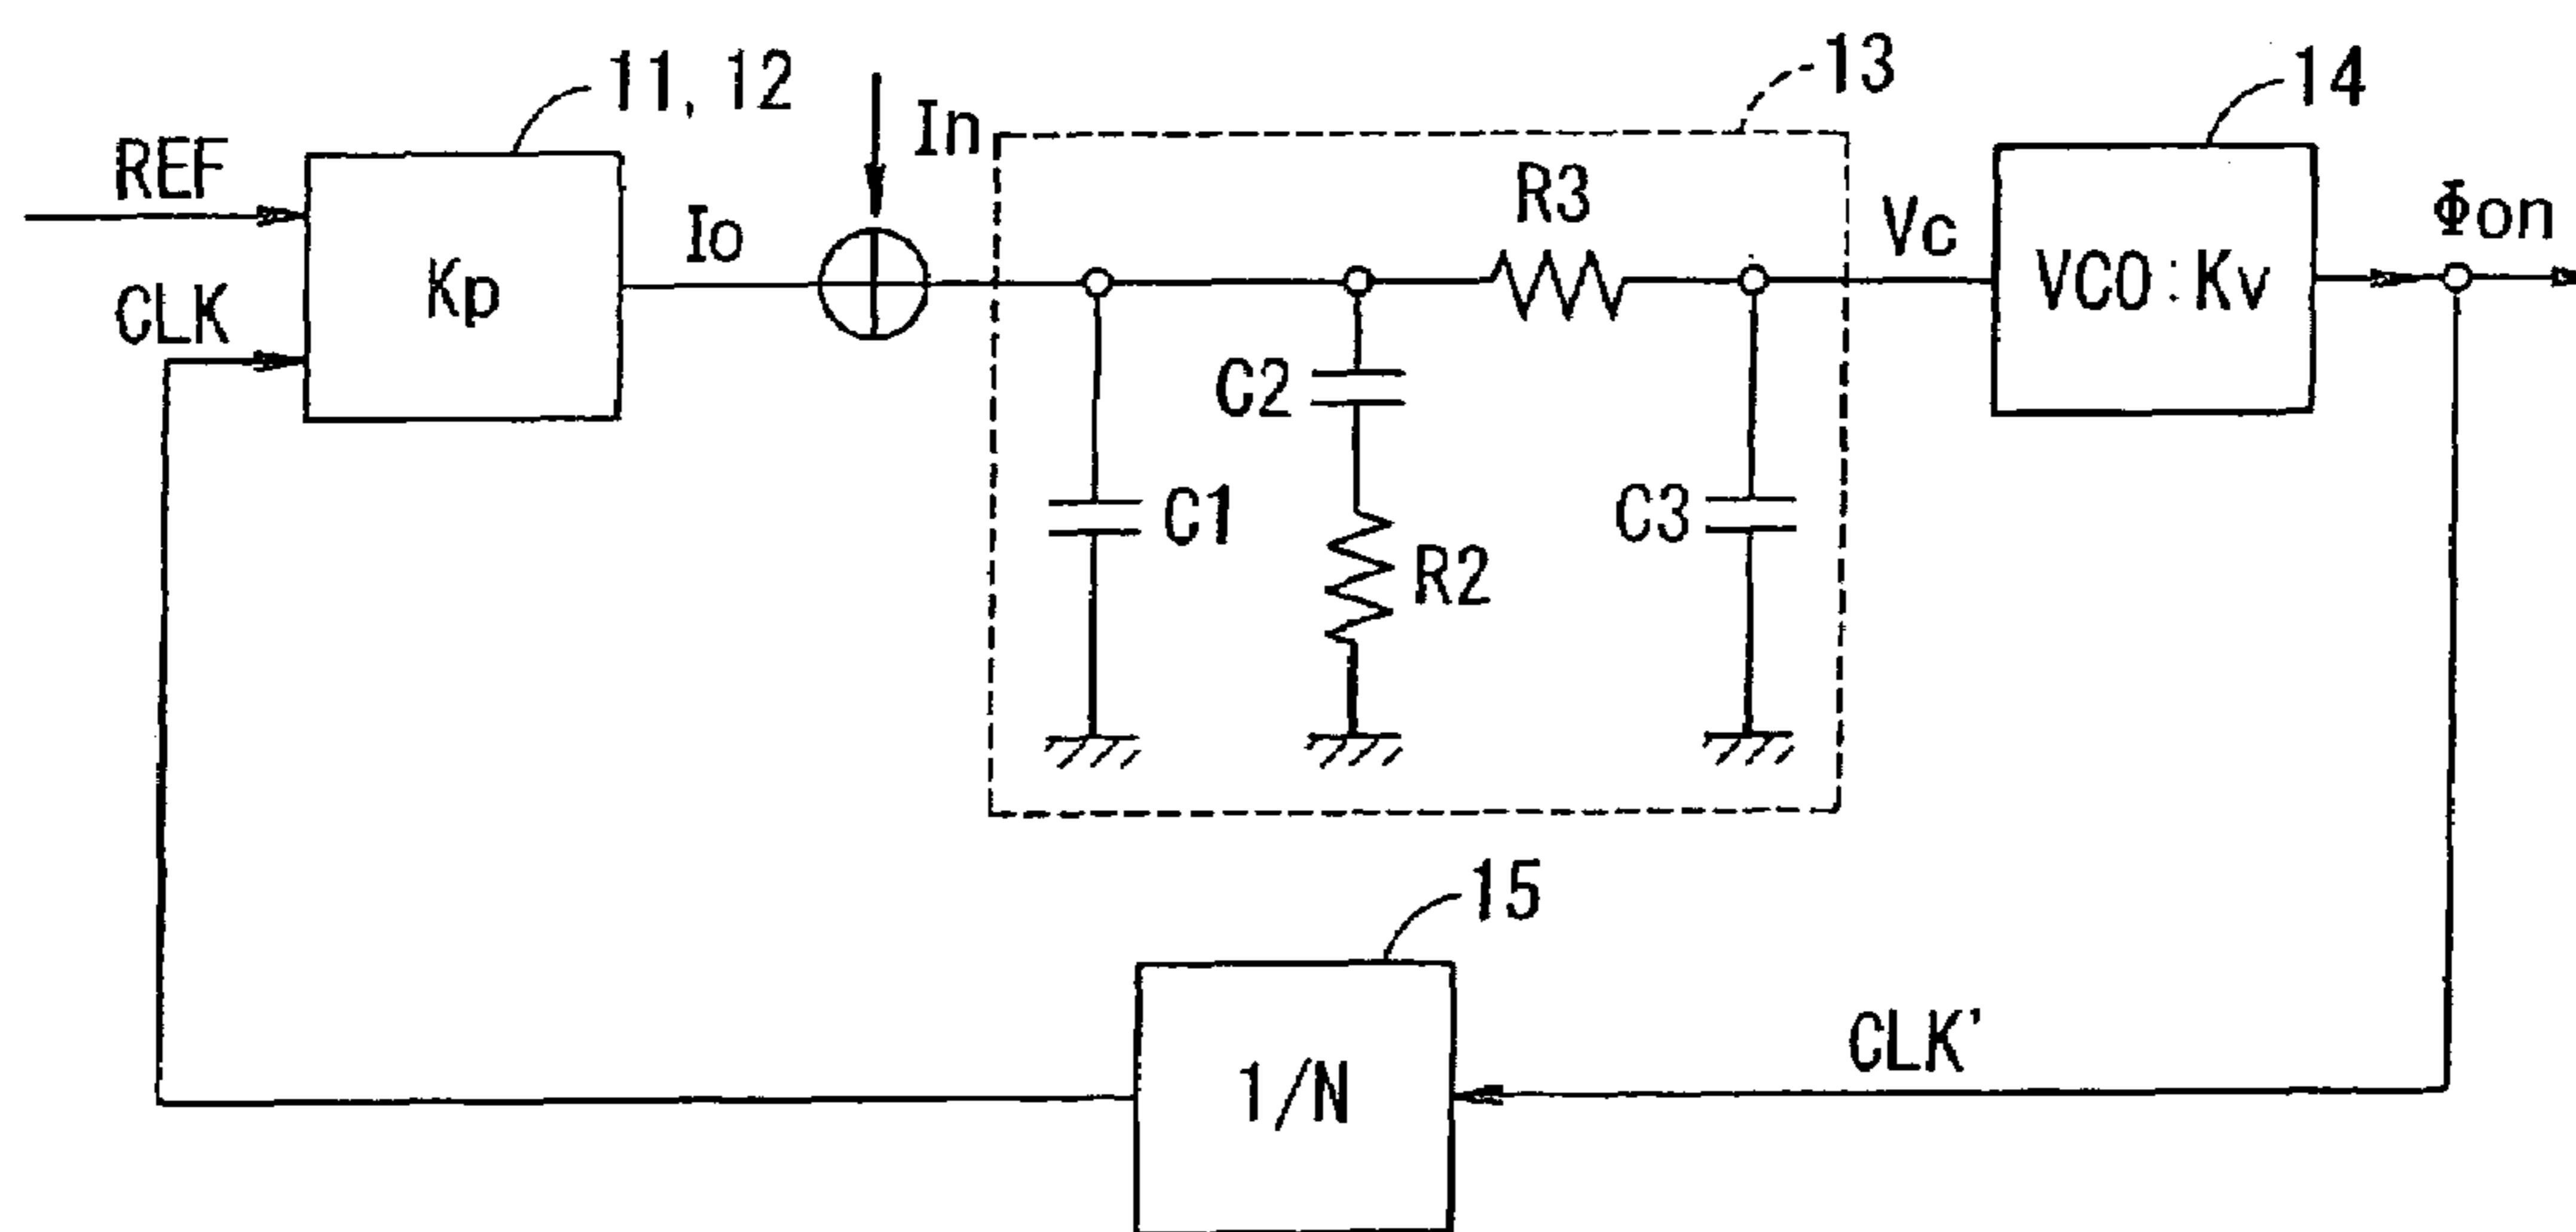 11, 12
13
14
REF
In
R3
Io
Vc
Φon
CLK
Kp
VCO:Kv
C2
C1
C3
R2
15
CLK'
1/N